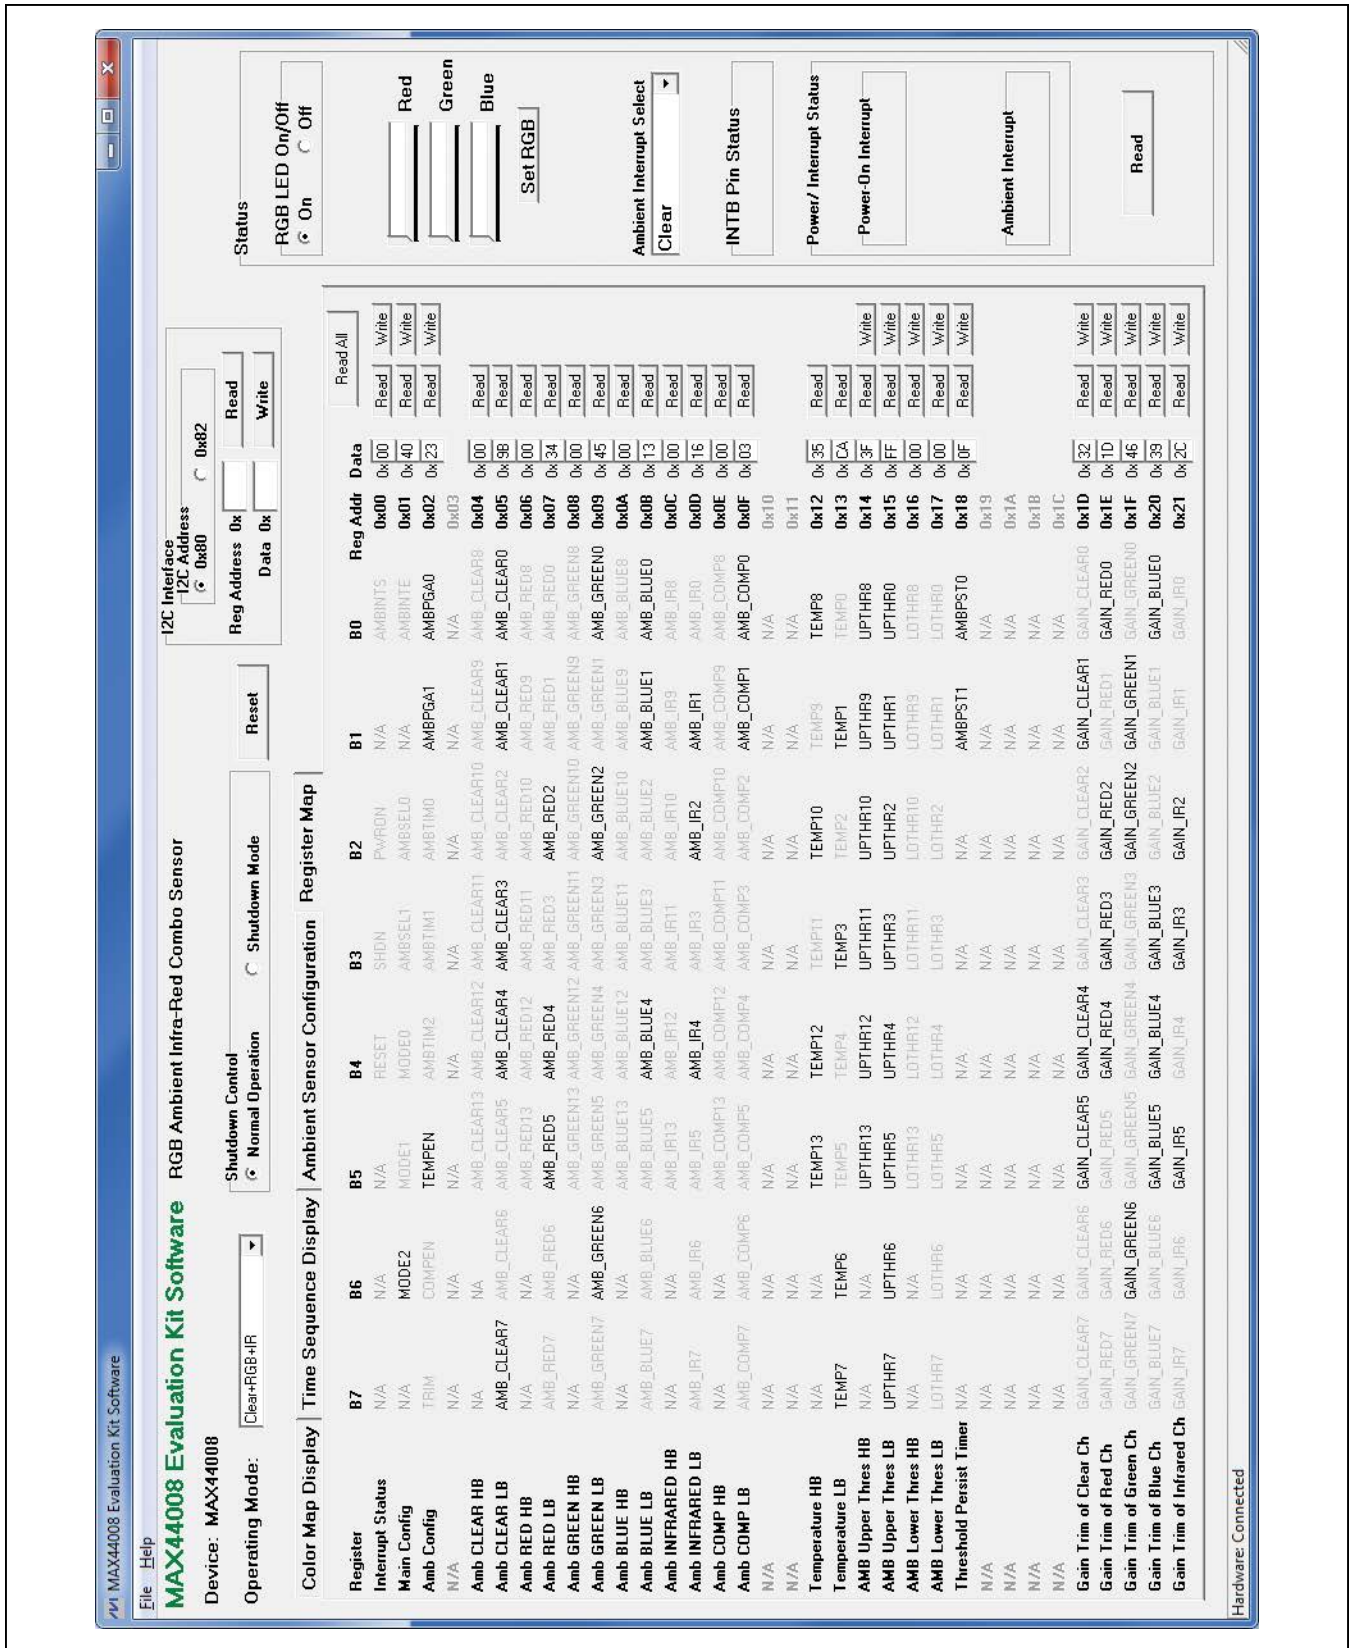 MAX44008 Evaluation Kit Software
File Help
MAX44008 Evaluation Kit Software RGB Ambient Infra-Red Combo Sensor
Device: MAX44008
Operating Mode: Clear+RGB+IR
Shutdown Control
Normal Operation Shutdown Mode
Reset
I2C Interface
I2C Address
0x80 0x82
Reg Address 0x Read
Data 0x Write
Color Map Display Time Sequence Display Ambient Sensor Configuration Register Map
Read All
Register B7 B6 B5 B4 B3 B2 B1 B0 Reg Addr Data
Interrupt Status N/A N/A N/A RESET SHDN PWRON N/A AMBINTS 0x00 0x 00 Read Write
Main Config N/A MODE2 MODE1 MODE0 AMBSEL1 AMBSEL0 N/A AMBINTE 0x01 0x 40 Read Write
Amb Config TRIM COMPEN TEMPEN AMBTIM2 AMBTIM1 AMBTIM0 AMBPGA1 AMBPGA0 0x02 0x 23 Read Write
N/A N/A N/A N/A N/A N/A N/A N/A N/A 0x03
Amb CLEAR HB NA NA AMB_CLEAR13 AMB_CLEAR12 AMB_CLEAR11 AMB_CLEAR10 AMB_CLEAR9 AMB_CLEAR8 0x04 0x 00 Read
Amb CLEAR LB AMB_CLEAR7 AMB_CLEAR6 AMB_CLEAR5 AMB_CLEAR4 AMB_CLEAR3 AMB_CLEAR2 AMB_CLEAR1 AMB_CLEAR0 0x05 0x 9B Read
Amb RED HB N/A N/A AMB_RED13 AMB_RED12 AMB_RED11 AMB_RED10 AMB_RED9 AMB_RED8 0x06 0x 00 Read
Amb RED LB AMB_RED7 AMB_RED6 AMB_RED5 AMB_RED4 AMB_RED3 AMB_RED2 AMB_RED1 AMB_RED0 0x07 0x 34 Read
Amb GREEN HB N/A N/A AMB_GREEN13 AMB_GREEN12 AMB_GREEN11 AMB_GREEN10 AMB_GREEN9 AMB_GREEN8 0x08 0x 00 Read
Amb GREEN LB AMB_GREEN7 AMB_GREEN6 AMB_GREEN5 AMB_GREEN4 AMB_GREEN3 AMB_GREEN2 AMB_GREEN1 AMB_GREEN0 0x09 0x 45 Read
Amb BLUE HB N/A N/A AMB_BLUE13 AMB_BLUE12 AMB_BLUE11 AMB_BLUE10 AMB_BLUE9 AMB_BLUE8 0x0A 0x 00 Read
Amb BLUE LB AMB_BLUE7 AMB_BLUE6 AMB_BLUE5 AMB_BLUE4 AMB_BLUE3 AMB_BLUE2 AMB_BLUE1 AMB_BLUE0 0x0B 0x 13 Read
Amb INFRARED HB N/A N/A AMB_IR13 AMB_IR12 AMB_IR11 AMB_IR10 AMB_IR9 AMB_IR8 0x0C 0x 00 Read
Amb INFRARED LB AMB_IR7 AMB_IR6 AMB_IR5 AMB_IR4 AMB_IR3 AMB_IR2 AMB_IR1 AMB_IR0 0x0D 0x 16 Read
Amb COMP HB N/A N/A AMB_COMP13 AMB_COMP12 AMB_COMP11 AMB_COMP10 AMB_COMP9 AMB_COMP8 0x0E 0x 00 Read
Amb COMP LB AMB_COMP7 AMB_COMP6 AMB_COMP5 AMB_COMP4 AMB_COMP3 AMB_COMP2 AMB_COMP1 AMB_COMP0 0x0F 0x 03 Read
N/A N/A N/A N/A N/A N/A N/A N/A N/A 0x10
N/A N/A N/A N/A N/A N/A N/A N/A N/A 0x11
Temperature HB N/A N/A TEMP13 TEMP12 TEMP11 TEMP10 TEMP9 TEMP8 0x12 0x 35 Read
Temperature LB TEMP7 TEMP6 TEMP5 TEMP4 TEMP3 TEMP2 TEMP1 TEMP0 0x13 0x CA Read
AMB Upper Thres HB N/A N/A UPTHR13 UPTHR12 UPTHR11 UPTHR10 UPTHR9 UPTHR8 0x14 0x 3F Read Write
AMB Upper Thres LB UPTHR7 UPTHR6 UPTHR5 UPTHR4 UPTHR3 UPTHR2 UPTHR1 UPTHR0 0x15 0x FF Read Write
AMB Lower Thres HB N/A N/A LOTHR13 LOTHR12 LOTHR11 LOTHR10 LOTHR9 LOTHR8 0x16 0x 00 Read Write
AMB Lower Thres LB LOTHR7 LOTHR6 LOTHR5 LOTHR4 LOTHR3 LOTHR2 LOTHR1 LOTHR0 0x17 0x 00 Read Write
Threshold Persist Timer N/A N/A N/A N/A N/A N/A AMBPST1 AMBPST0 0x18 0x 0F Read Write
N/A N/A N/A N/A N/A N/A N/A N/A N/A 0x19
N/A N/A N/A N/A N/A N/A N/A N/A N/A 0x1A
N/A N/A N/A N/A N/A N/A N/A N/A N/A 0x1B
N/A N/A N/A N/A N/A N/A N/A N/A N/A 0x1C
Gain Trim of Clear Ch GAIN_CLEAR7 GAIN_CLEAR6 GAIN_CLEAR5 GAIN_CLEAR4 GAIN_CLEAR3 GAIN_CLEAR2 GAIN_CLEAR1 GAIN_CLEAR0 0x1D 0x 32 Read Write
Gain Trim of Red Ch GAIN_RED7 GAIN_RED6 GAIN_RED5 GAIN_RED4 GAIN_RED3 GAIN_RED2 GAIN_RED1 GAIN_RED0 0x1E 0x 1D Read Write
Gain Trim of Green Ch GAIN_GREEN7 GAIN_GREEN6 GAIN_GREEN5 GAIN_GREEN4 GAIN_GREEN3 GAIN_GREEN2 GAIN_GREEN1 GAIN_GREEN0 0x1F 0x 46 Read Write
Gain Trim of Blue Ch GAIN_BLUE7 GAIN_BLUE6 GAIN_BLUE5 GAIN_BLUE4 GAIN_BLUE3 GAIN_BLUE2 GAIN_BLUE1 GAIN_BLUE0 0x20 0x 39 Read Write
Gain Trim of Infrared Ch GAIN_IR7 GAIN_IR6 GAIN_IR5 GAIN_IR4 GAIN_IR3 GAIN_IR2 GAIN_IR1 GAIN_IR0 0x21 0x 2C Read Write
Status
RGB LED On/Off
On Off
Red
Green
Blue
Set RGB
Ambient Interrupt Select
Clear
INTB Pin Status
Power/ Interrupt Status
Power-On Interrupt
Ambient Interrupt
Read
Hardware: Connected